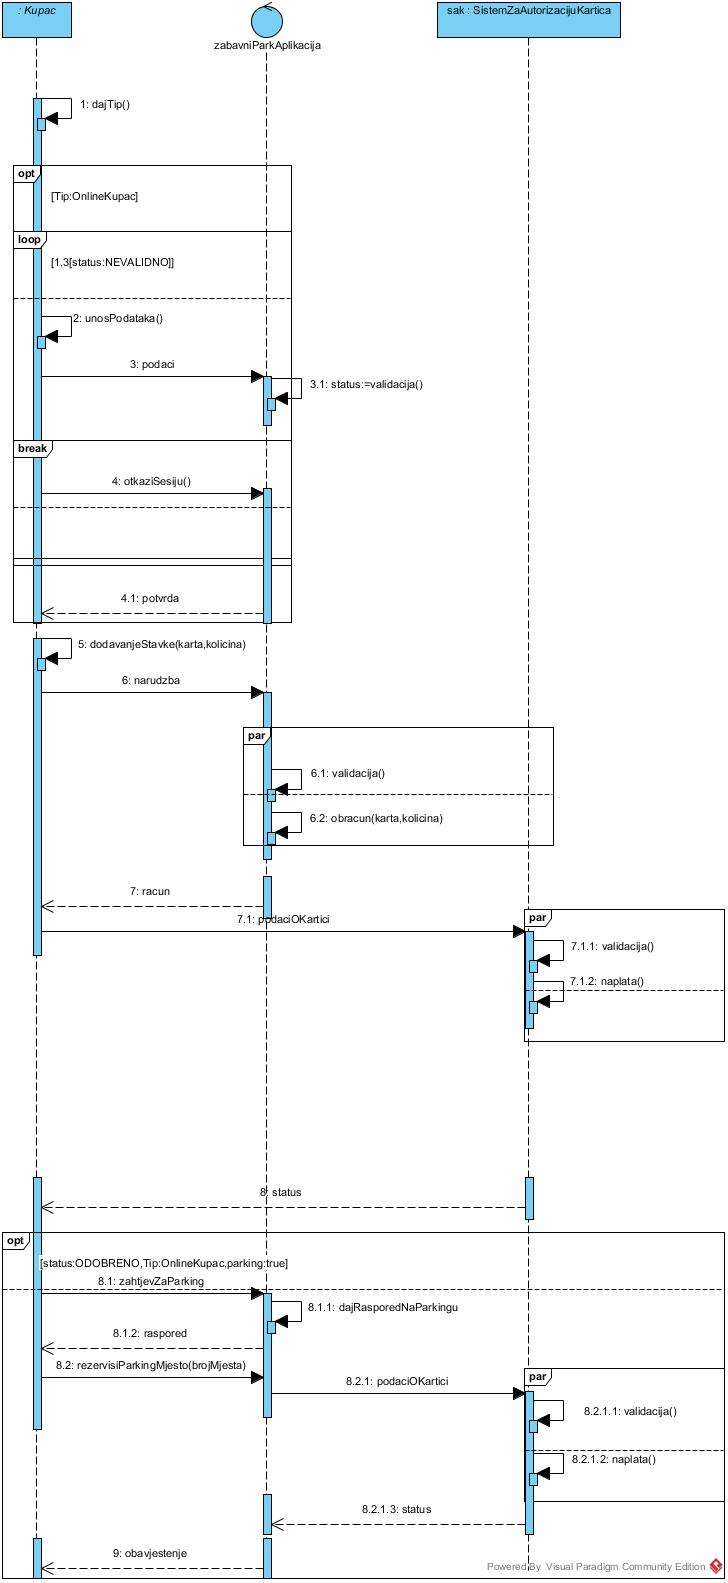 : Kupac
sak : SistemZaAutorizacijuKartica
zabavniParkAplikacija
1: dajTip()
opt
[Tip:OnlineKupac]
loop
[1,3[status:NEVALIDNO]]
2: unosPodataka()
3: podaci
3.1: status:=validacija()
break
4: otkaziSesiju()
4.1: potvrda
5: dodavanjeStavke(karta,kolicina)
6: narudzba
par
6.1: validacija()
6.2: obracun(karta,kolicina)
7: racun
7.1: podaciOKartici
par
7.1.1: validacija()
7.1.2: naplata()
8: status
opt
[status:ODOBRENO,Tip:OnlineKupac,parking:true]
8.1: zahtjevZaParking
8.1.1: dajRasporedNaParkingu
8.1.2: raspored
8.2: rezervisiParkingMjesto(brojMjesta)
par
8.2.1: podaciOKartici
8.2.1.1: validacija()
8.2.1.2: naplata()
8.2.1.3: status
9: obavjestenje
Powered By Visual Paradigm Community Edition